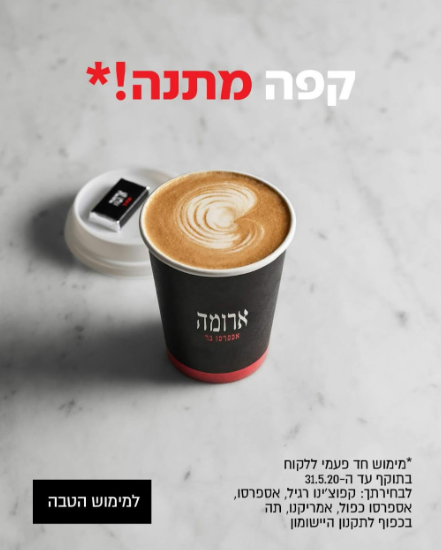 קפה מתנה!*
ארומה
ארומה
אספרסו בר
*מימוש חד פעמי ללקוח
בתוקף עד ה-31.5.20
לבחירתך: קפוצ'ינו רגיל, אספרסו,
אספרסו כפול, אמריקנו, תה
בכפוף לתקנון היישומון
למימוש הטבה